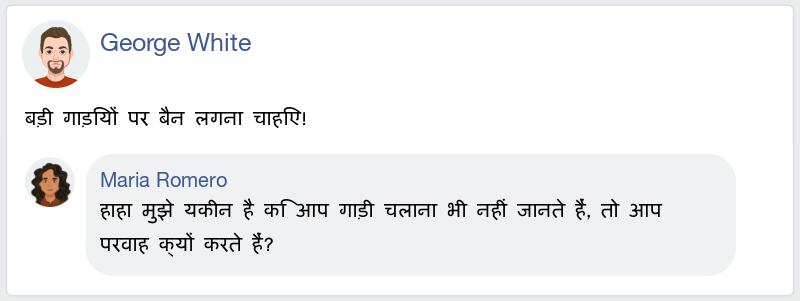 George White
बड़ी गाड़ियों पर बैन लगना चाहिए!
Maria Romero
हाहा मुझे यकीन है कि आप गाड़ी चलाना भी नहीं जानते हैं, तो आप
परवाह क्यों करते हैं?